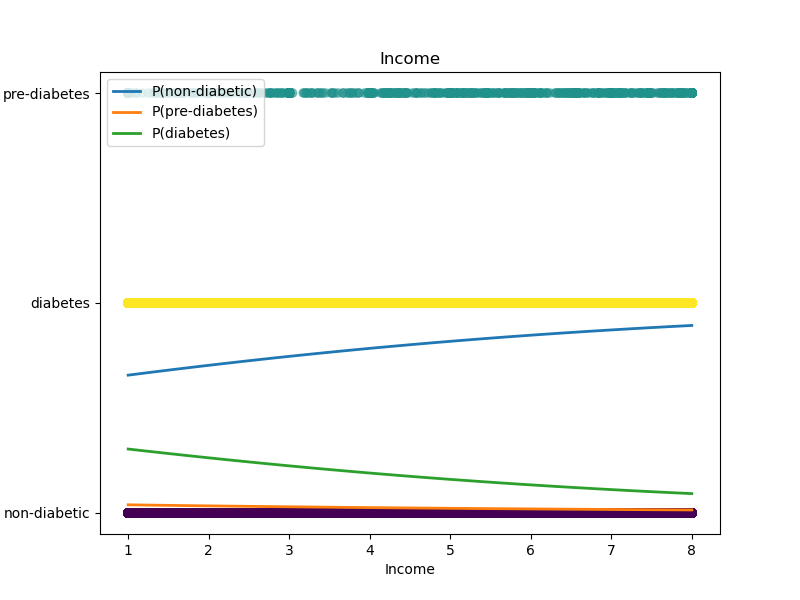 Income
pre-diabetes
P(non-diabetic)
P(pre-diabetes)
P(diabetes)
diabetes
non-diabetic
1 2 3 4 5 6 7 8
Income